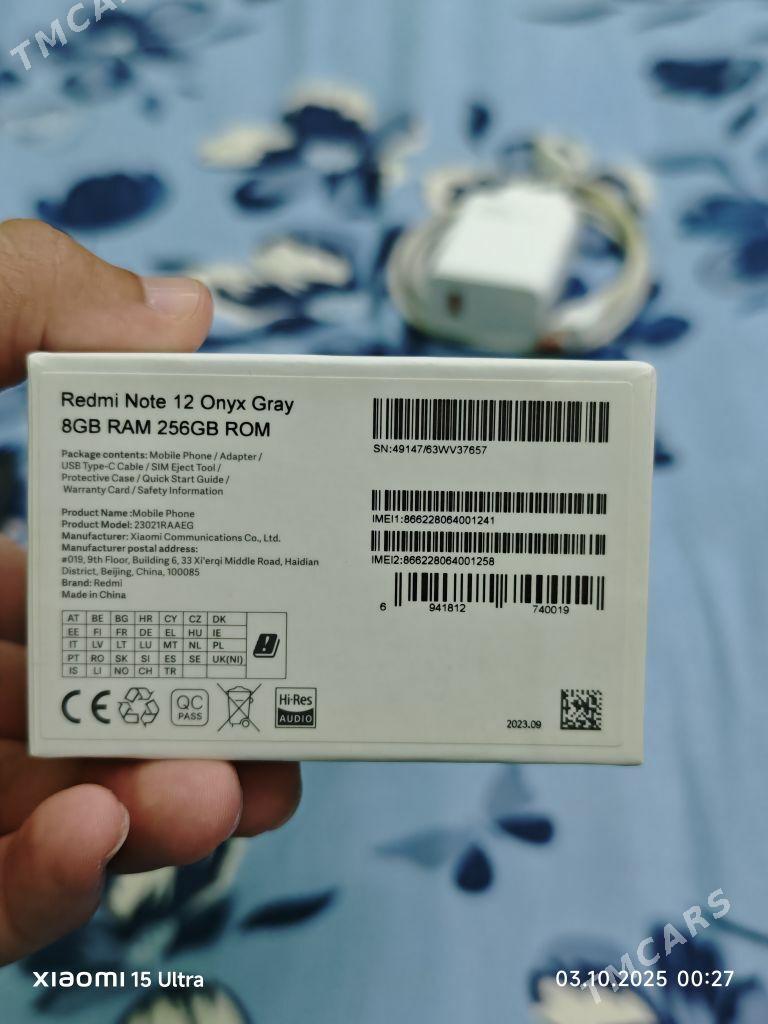 TMCARS
Redmi Note 12 Onyx Gray
8GB RAM 256GB ROM
Package contents: Mobile Phone / Adapter /
USB Type-C Cable / SIM Eject Tool /
Protective Case / Quick Start Guide /
Warranty Card / Safety Information
Product Name :Mobile Phone
Product Model: 23021RAAEG
Manufacturer: Xiaomi Communications Co., Ltd.
Manufacturer postal address:
#019, 9th Floor, Building 6, 33 Xi'erqi Middle Road, Haidian
District, Beijing, China, 100085
Brand: Redmi
Made in China
AT BE BG HR CY CZ DK
EE FI FR DE EL HU IE
IT LV LT LU MT NL PL
PT RO SK SI ES SE UK(NI)
IS LI NO CH TR
CE
QC
PASS
Hi-Res
AUDIO
SN:49147/63WV37657
IMEI1:866228064001241
IMEI2:866228064001258
6 941812 740019
2023.09
TMCARS
xiaomi 15 Ultra
03.10.2025 00:27